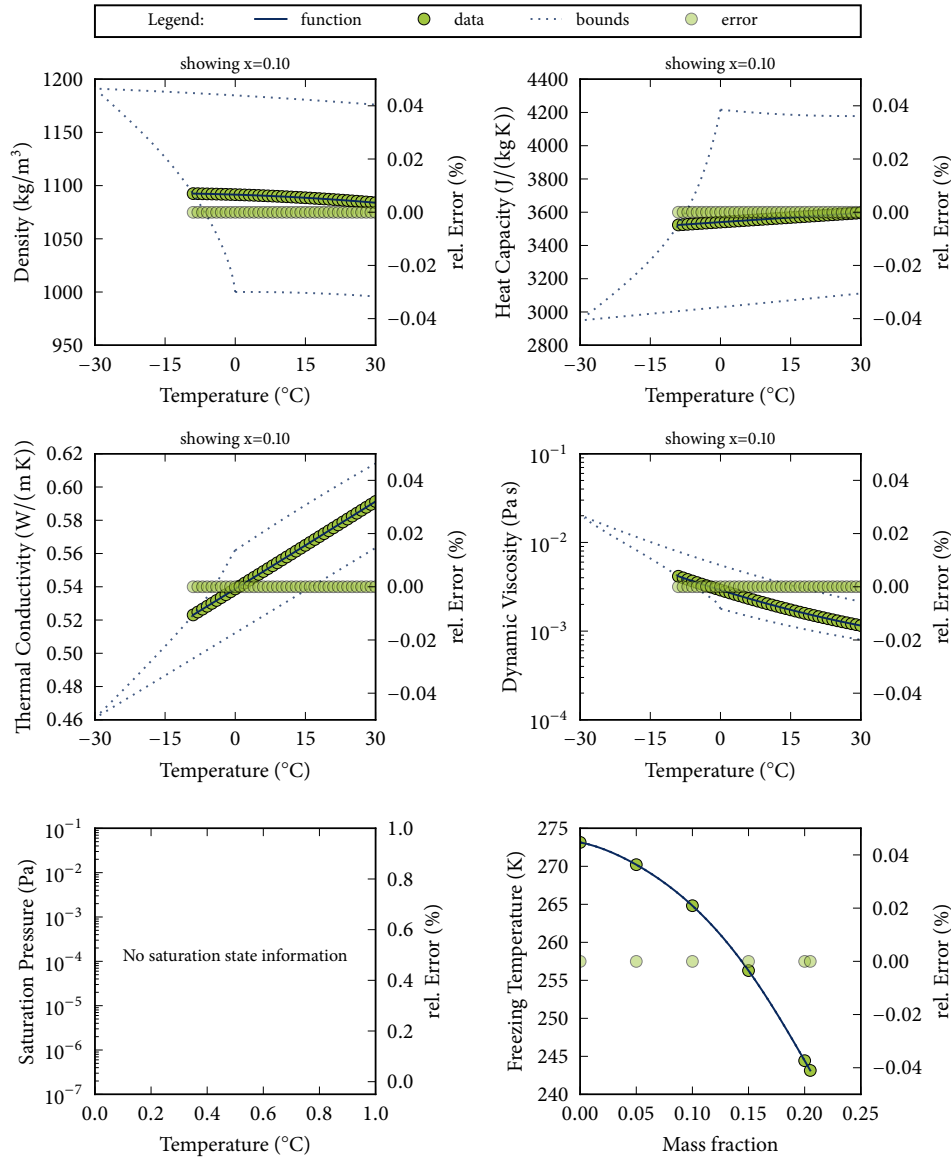 Legend: function data bounds error
showing x=0.10
1200
1150
1100
1050
1000
950
Density (kg/m³)
0.04
0.02
0.00
−0.02
−0.04
rel. Error (%)
−30 −15 0 15 30
Temperature (°C)
showing x=0.10
4400
4200
4000
3800
3600
3400
3200
3000
2800
Heat Capacity (J/(kg K))
0.04
0.02
0.00
−0.02
−0.04
rel. Error (%)
−30 −15 0 15 30
Temperature (°C)
showing x=0.10
0.62
0.60
0.58
0.56
0.54
0.52
0.50
0.48
0.46
Thermal Conductivity (W/(m K))
0.04
0.02
0.00
−0.02
−0.04
rel. Error (%)
−30 −15 0 15 30
Temperature (°C)
showing x=0.10
10⁻¹
10⁻²
10⁻³
10⁻⁴
Dynamic Viscosity (Pa s)
0.04
0.02
0.00
−0.02
−0.04
rel. Error (%)
−30 −15 0 15 30
Temperature (°C)
10⁻¹
10⁻²
10⁻³
10⁻⁴
10⁻⁵
10⁻⁶
10⁻⁷
Saturation Pressure (Pa)
No saturation state information
1.0
0.8
0.6
0.4
0.2
0.0
rel. Error (%)
0.0 0.2 0.4 0.6 0.8 1.0
Temperature (°C)
275
270
265
260
255
250
245
240
Freezing Temperature (K)
0.04
0.02
0.00
−0.02
−0.04
rel. Error (%)
0.00 0.05 0.10 0.15 0.20 0.25
Mass fraction